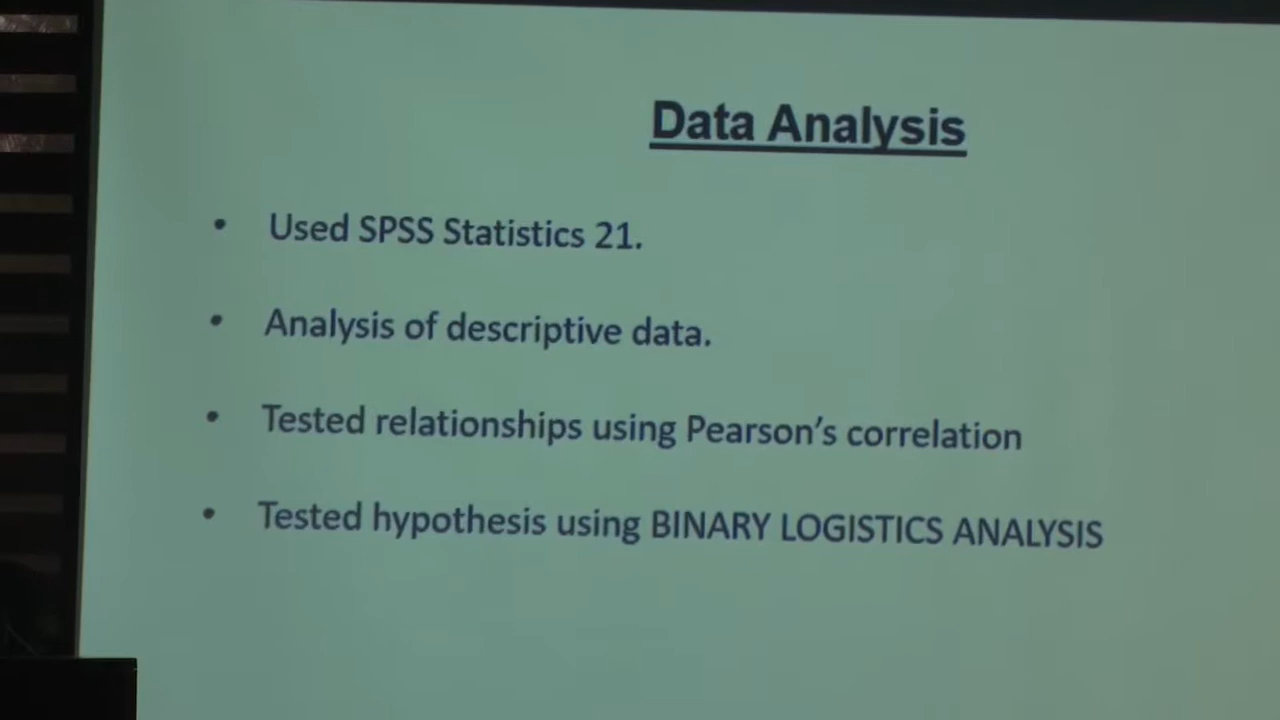 Data Analysis
• Used SPSS Statistics 21.
• Analysis of descriptive data.
• Tested relationships using Pearson's correlation
• Tested hypothesis using BINARY LOGISTICS ANALYSIS